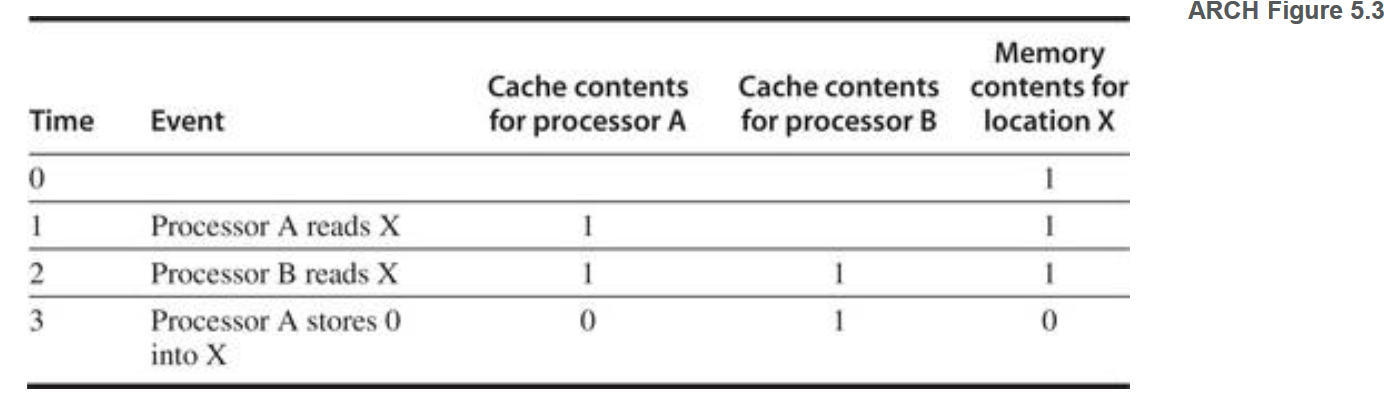 ARCH Figure 5.3
Memory
Cache contents Cache contents contents for
Time Event for processor A for processor B location X
0 1
1 Processor A reads X 1 1
2 Processor B reads X 1 1 1
3 Processor A stores 0 0 1 0
into X